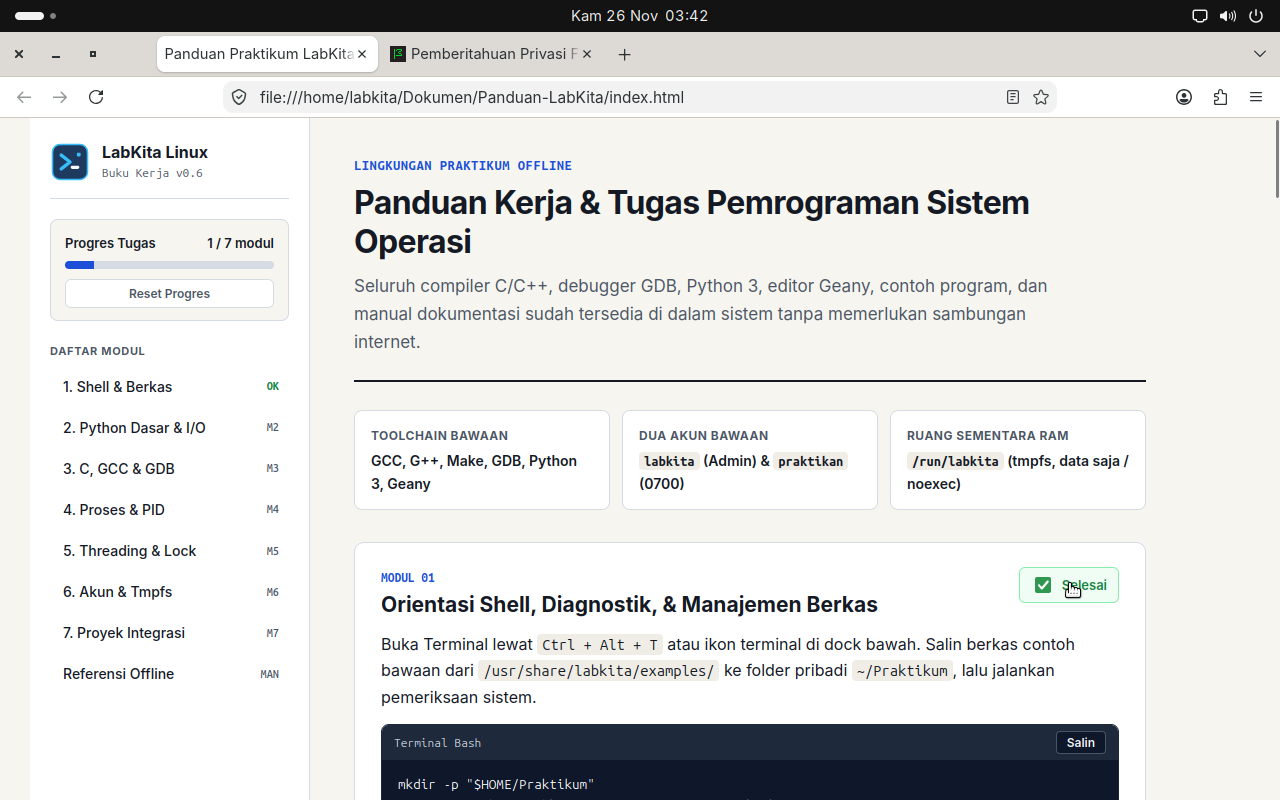 Kam 26 Nov 03:42
Panduan Praktikum LabKita
Pemberitahuan Privasi F
file:///home/labkita/Dokumen/Panduan-LabKita/index.html
LabKita Linux
Buku Kerja v0.6
Progres Tugas 1 / 7 modul
Reset Progres
DAFTAR MODUL
1. Shell & Berkas OK
2. Python Dasar & I/O M2
3. C, GCC & GDB M3
4. Proses & PID M4
5. Threading & Lock M5
6. Akun & Tmpfs M6
7. Proyek Integrasi M7
Referensi Offline MAN
LINGKUNGAN PRAKTIKUM OFFLINE
Panduan Kerja & Tugas Pemrograman Sistem
Operasi
Seluruh compiler C/C++, debugger GDB, Python 3, editor Geany, contoh program, dan
manual dokumentasi sudah tersedia di dalam sistem tanpa memerlukan sambungan
internet.
TOOLCHAIN BAWAAN
GCC, G++, Make, GDB, Python
3, Geany
DUA AKUN BAWAAN
labkita (Admin) & praktikan
(0700)
RUANG SEMENTARA RAM
/run/labkita (tmpfs, data saja /
noexec)
MODUL 01
Orientasi Shell, Diagnostik, & Manajemen Berkas
Selesai
Buka Terminal lewat Ctrl + Alt + T atau ikon terminal di dock bawah. Salin berkas contoh
bawaan dari /usr/share/labkita/examples/ ke folder pribadi ~/Praktikum, lalu jalankan
pemeriksaan sistem.
Terminal Bash
Salin
mkdir -p "$HOME/Praktikum"